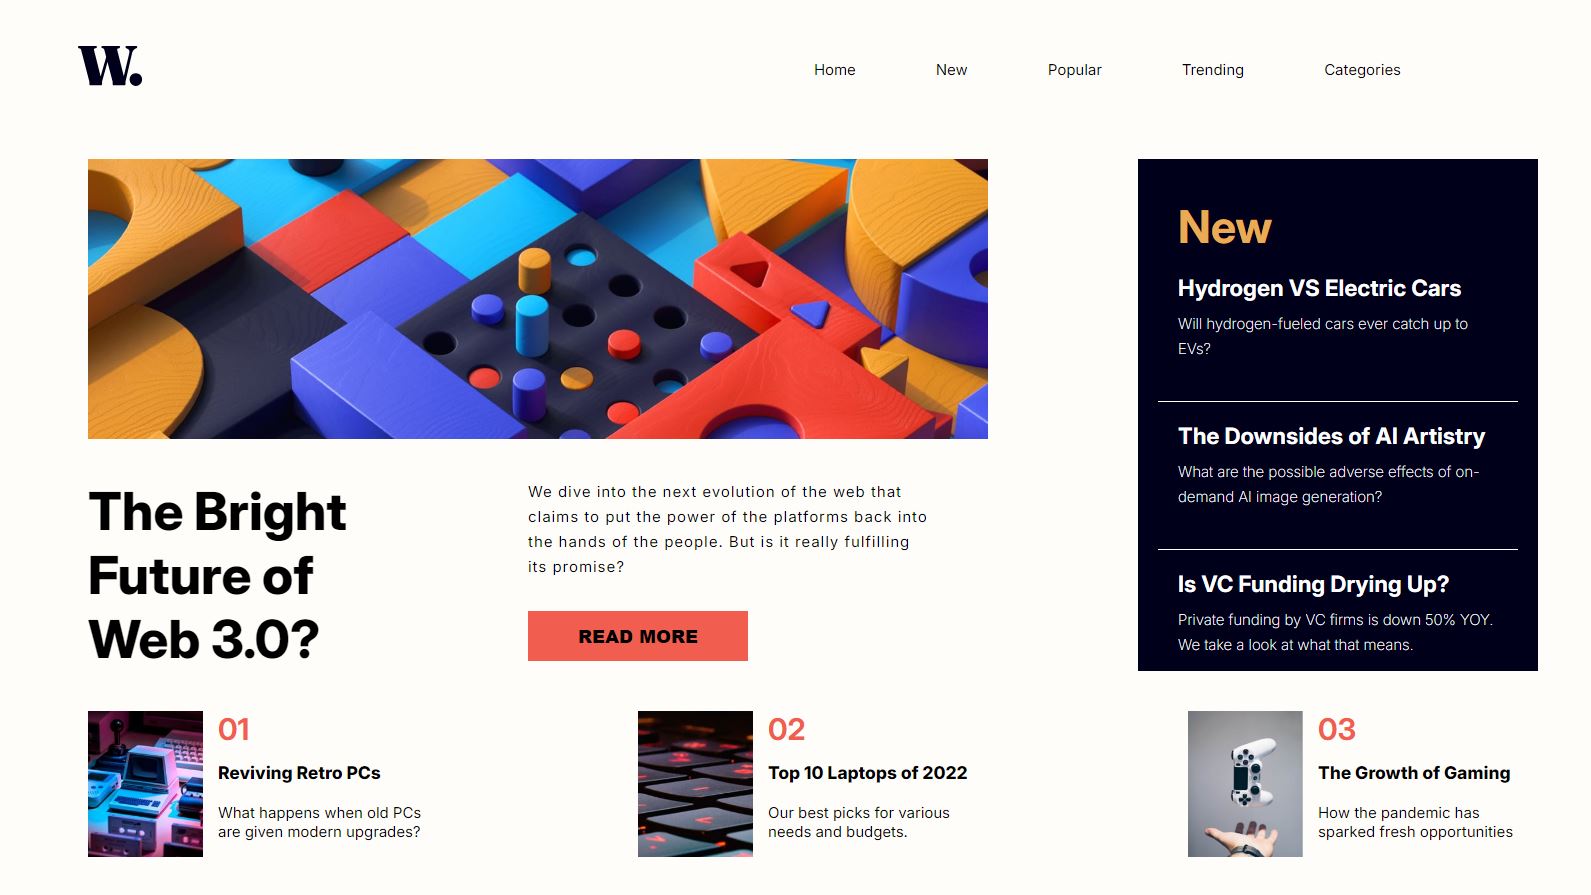 W.
Home
New
Popular
Trending
Categories
The Bright
Future of
Web 3.0?
We dive into the next evolution of the web that
claims to put the power of the platforms back into
the hands of the people. But is it really fulfilling
its promise?
READ MORE
New
Hydrogen VS Electric Cars
Will hydrogen-fueled cars ever catch up to
EVs?
The Downsides of AI Artistry
What are the possible adverse effects of on-
demand AI image generation?
Is VC Funding Drying Up?
Private funding by VC firms is down 50% YOY.
We take a look at what that means.
01
Reviving Retro PCs
What happens when old PCs
are given modern upgrades?
02
Top 10 Laptops of 2022
Our best picks for various
needs and budgets.
03
The Growth of Gaming
How the pandemic has
sparked fresh opportunities